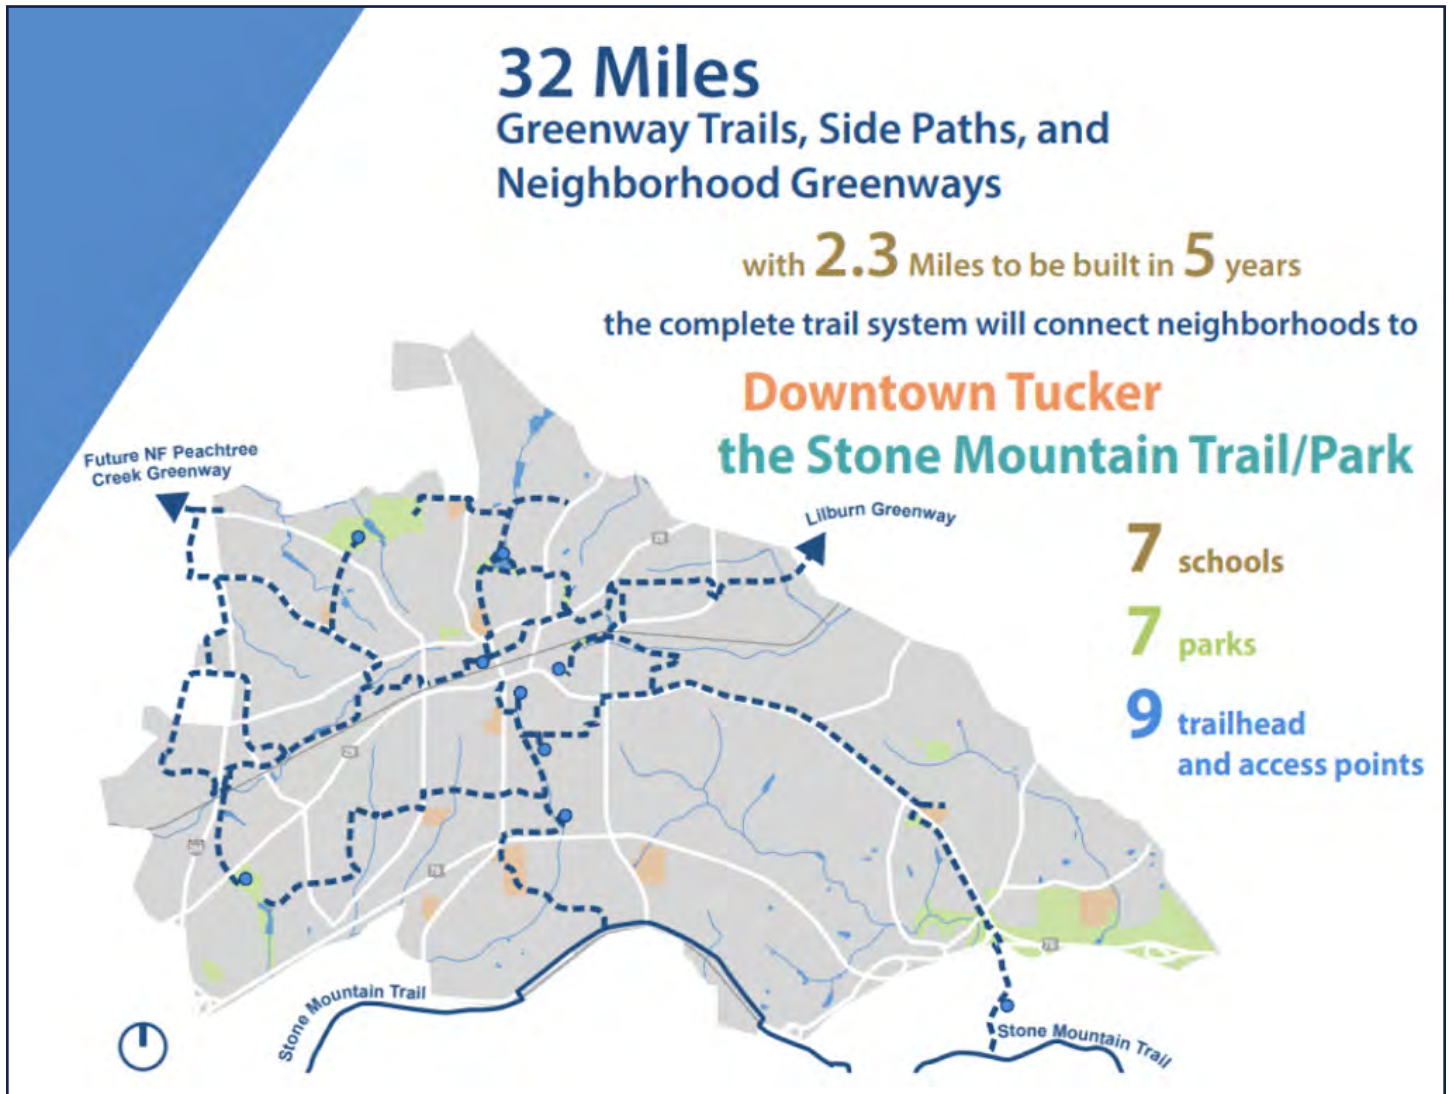 32 Miles
Greenway Trails, Side Paths, and
Neighborhood Greenways
with 2.3 Miles to be built in 5 years
the complete trail system will connect neighborhoods to
Downtown Tucker
the Stone Mountain Trail/Park
Future NF Peachtree
Creek Greenway
Lilburn Greenway
7 schools
7 parks
9 trailhead
and access points
78
78
Stone Mountain Trail
Stone Mountain Trail